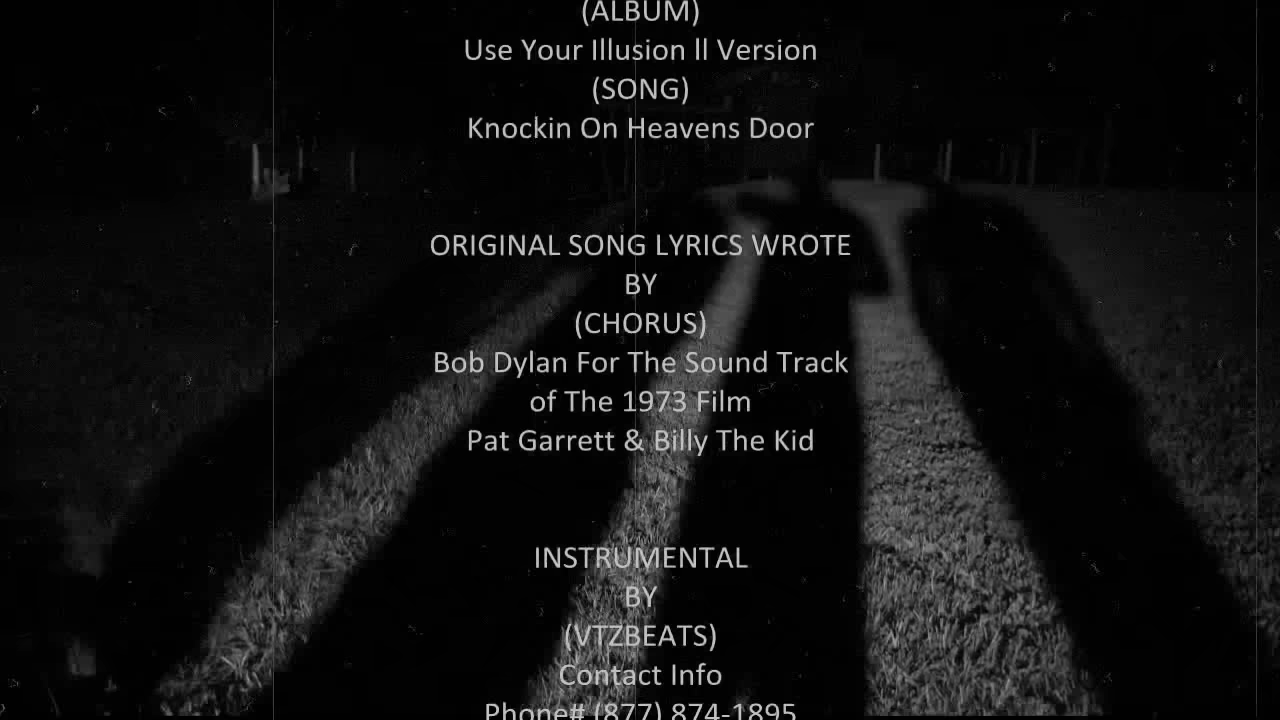 (ALBUM)
Use Your Illusion ll Version
(SONG)
Knockin On Heavens Door
ORIGINAL SONG LYRICS WROTE
BY
(CHORUS)
Bob Dylan For The Sound Track
of The 1973 Film
Pat Garrett & Billy The Kid
INSTRUMENTAL
BY
(VTZBEATS)
Contact Info
Phone# (877) 874-1895